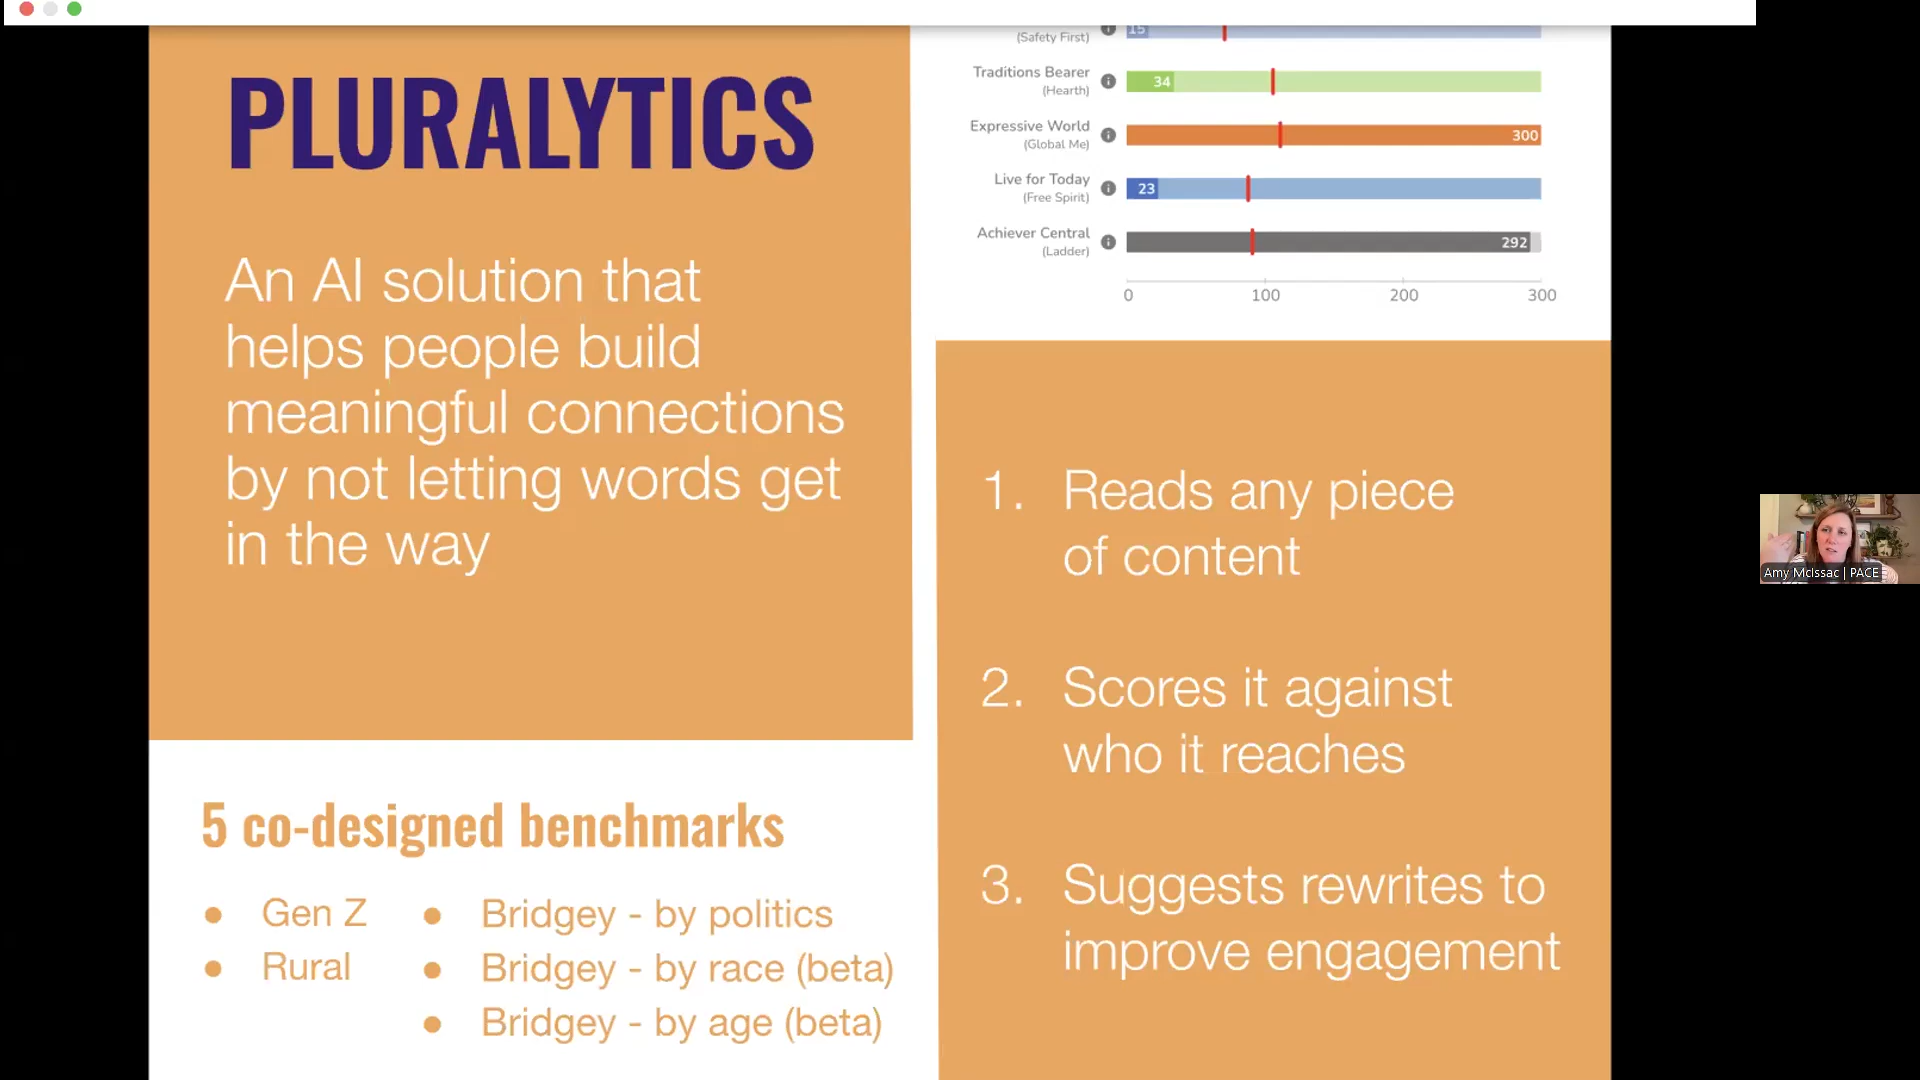 PLURALYTICS
An AI solution that
helps people build
meaningful connections
by not letting words get
in the way
5 co-designed benchmarks
● Gen Z
● Rural
● Bridgey - by politics
● Bridgey - by race (beta)
● Bridgey - by age (beta)
(Safety First) 15
Traditions Bearer
(Hearth)
34
Expressive World
(Global Me)
300
Live for Today
(Free Spirit)
23
Achiever Central
(Ladder)
292
0 100 200 300
1. Reads any piece
of content
2. Scores it against
who it reaches
3. Suggests rewrites to
improve engagement
Amy McIssac | PACE